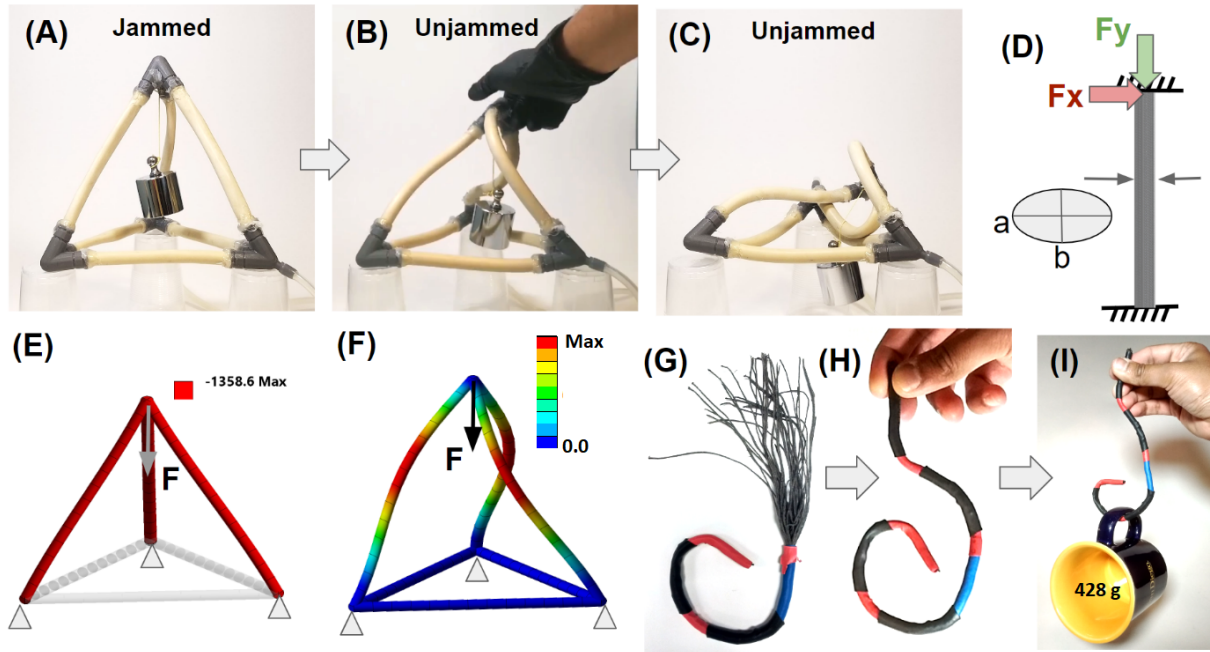 (A) Jammed
(B) Unjammed
(C) Unjammed
(D)
Fy
Fx
a
b
(E)
-1358.6 Max
F
(F)
Max
0.0
F
(G)
(H)
(I)
428 g